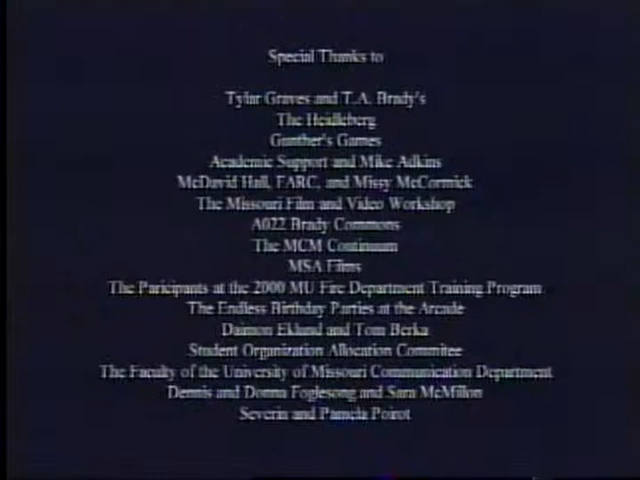 Special Thanks to
Tylar Graves and T.A. Brady's
The Heidleberg
Gunther's Games
Academic Support and Mike Adkins
McDavid Hall, FARC, and Missy McCormick
The Missouri Film and Video Workshop
A022 Brady Commons
The MCM Continuum
MSA Films
The Paricipants at the 2000 MU Fire Department Training Program
The Endless Birthday Parties at the Arcade
Daimon Eklund and Tom Berka
Student Organization Allocation Commitee
The Faculty of the University of Missouri Communication Department
Dennis and Donna Foglesong and Sara McMillon
Severin and Pamela Poirot